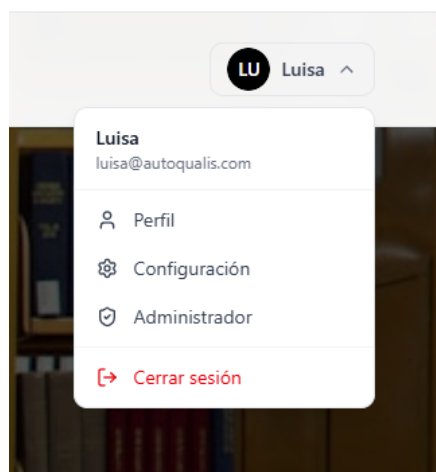 LU Luisa
Luisa
luisa@autoqualis.com
Perfil
Configuración
Administrador
Cerrar sesión